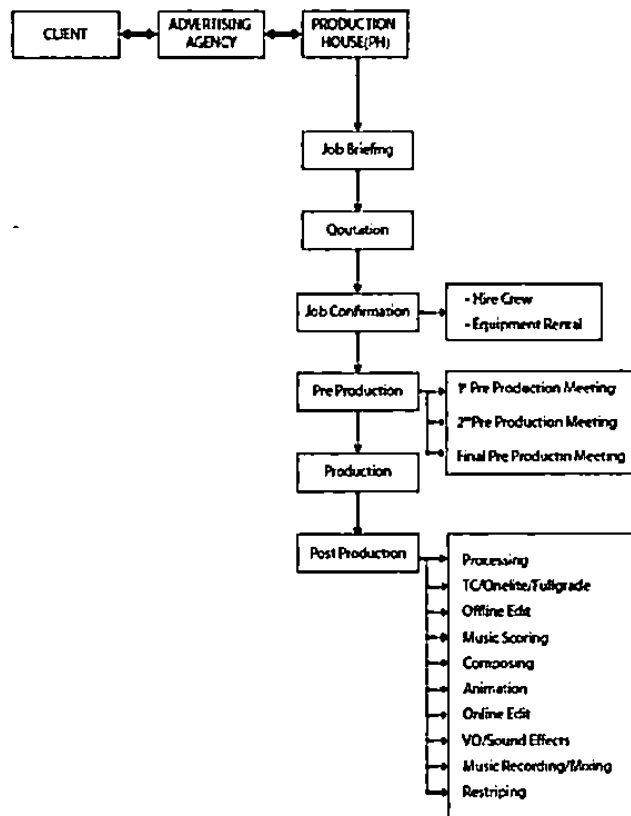 CLIENT
ADVERTISING
AGENCY
PRODUCTION
HOUSE(PH)
Job Briefing
Qoutation
Job Confirmation
- Hire Crew
- Equipment Rental
Pre Production
1st Pre Production Meeting
2nd Pre Production Meeting
Final Pre Productin Meeting
Production
Post Production
Processing
TC/Onelite/Fullgrade
Offline Edit
Music Scoring
Composing
Animation
Online Edit
VO/Sound Effects
Music Recording/Mixing
Restriping